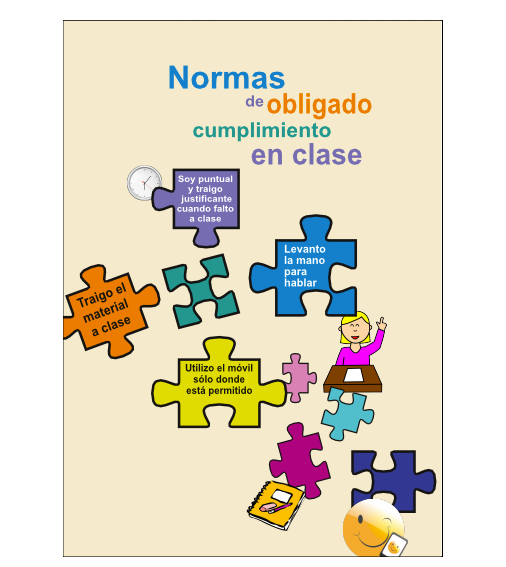 Normas
de obligado
cumplimiento
en clase
Soy puntual
y traigo
justificante
cuando falto
a clase
Levanto
la mano
para
hablar
Traigo el
material
a clase
Utilizo el móvil
sólo donde
está permitido